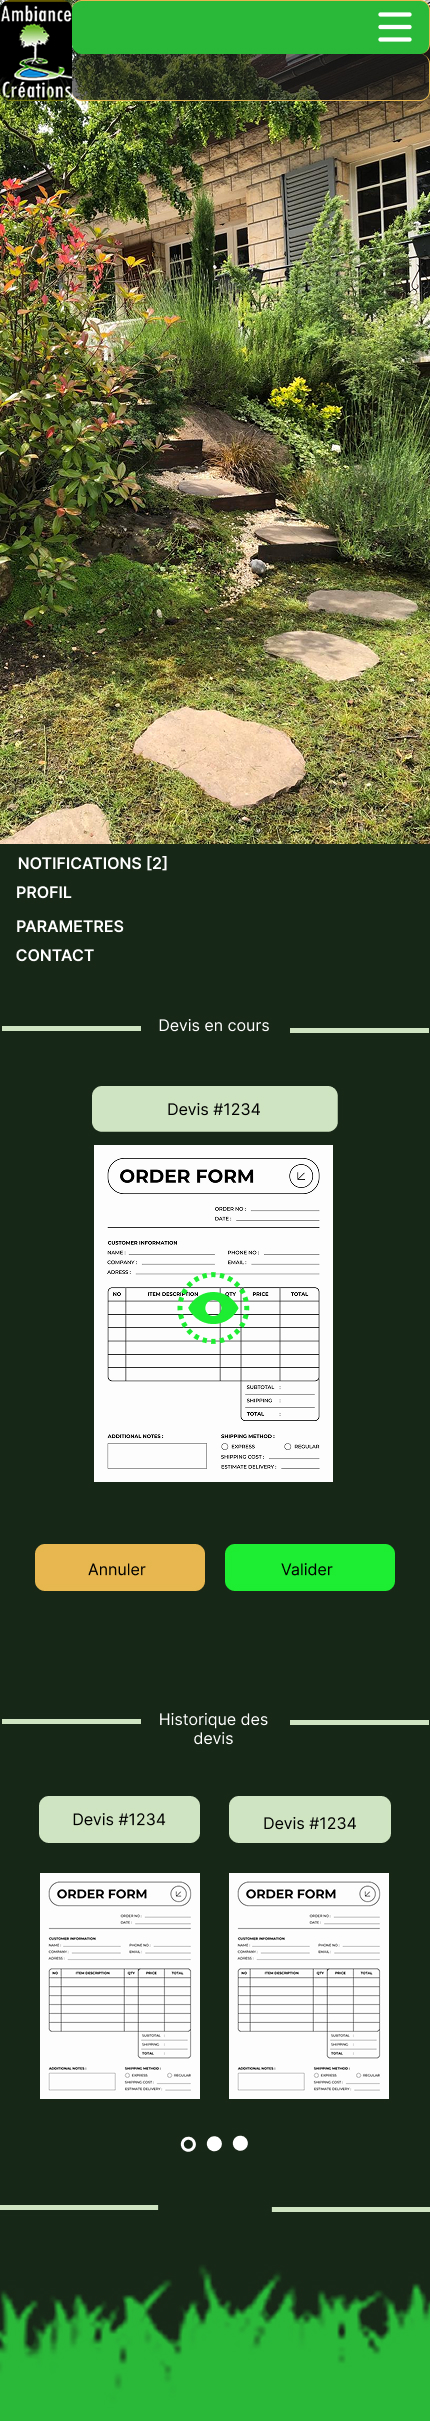 Ambiance
Créations
NOTIFICATIONS [2]
PROFIL
PARAMETRES
CONTACT
Devis en cours
Devis #1234
ORDER FORM
ORDER NO :
DATE :
CUSTOMER INFORMATION
NAME : PHONE NO :
COMPANY : EMAIL :
ADRESS :
NO ITEM DESCRIPTION QTY PRICE TOTAL
SUBTOTAL :
SHIPPING :
TOTAL :
ADDITIONAL NOTES : SHIPPING METHOD :
EXPRESS REGULAR
SHIPPING COST :
ESTIMATE DELIVERY :
Annuler Valider
Historique des
devis
Devis #1234 Devis #1234
ORDER FORM ORDER FORM
ORDER NO : ORDER NO :
DATE : DATE :
CUSTOMER INFORMATION CUSTOMER INFORMATION
NAME : PHONE NO : NAME : PHONE NO :
COMPANY : EMAIL : COMPANY : EMAIL :
ADRESS : ADRESS :
NO ITEM DESCRIPTION QTY PRICE TOTAL NO ITEM DESCRIPTION QTY PRICE TOTAL
SUBTOTAL : SUBTOTAL :
SHIPPING : SHIPPING :
TOTAL : TOTAL :
ADDITIONAL NOTES : SHIPPING METHOD : ADDITIONAL NOTES : SHIPPING METHOD :
EXPRESS REGULAR EXPRESS REGULAR
SHIPPING COST : SHIPPING COST :
ESTIMATE DELIVERY : ESTIMATE DELIVERY :